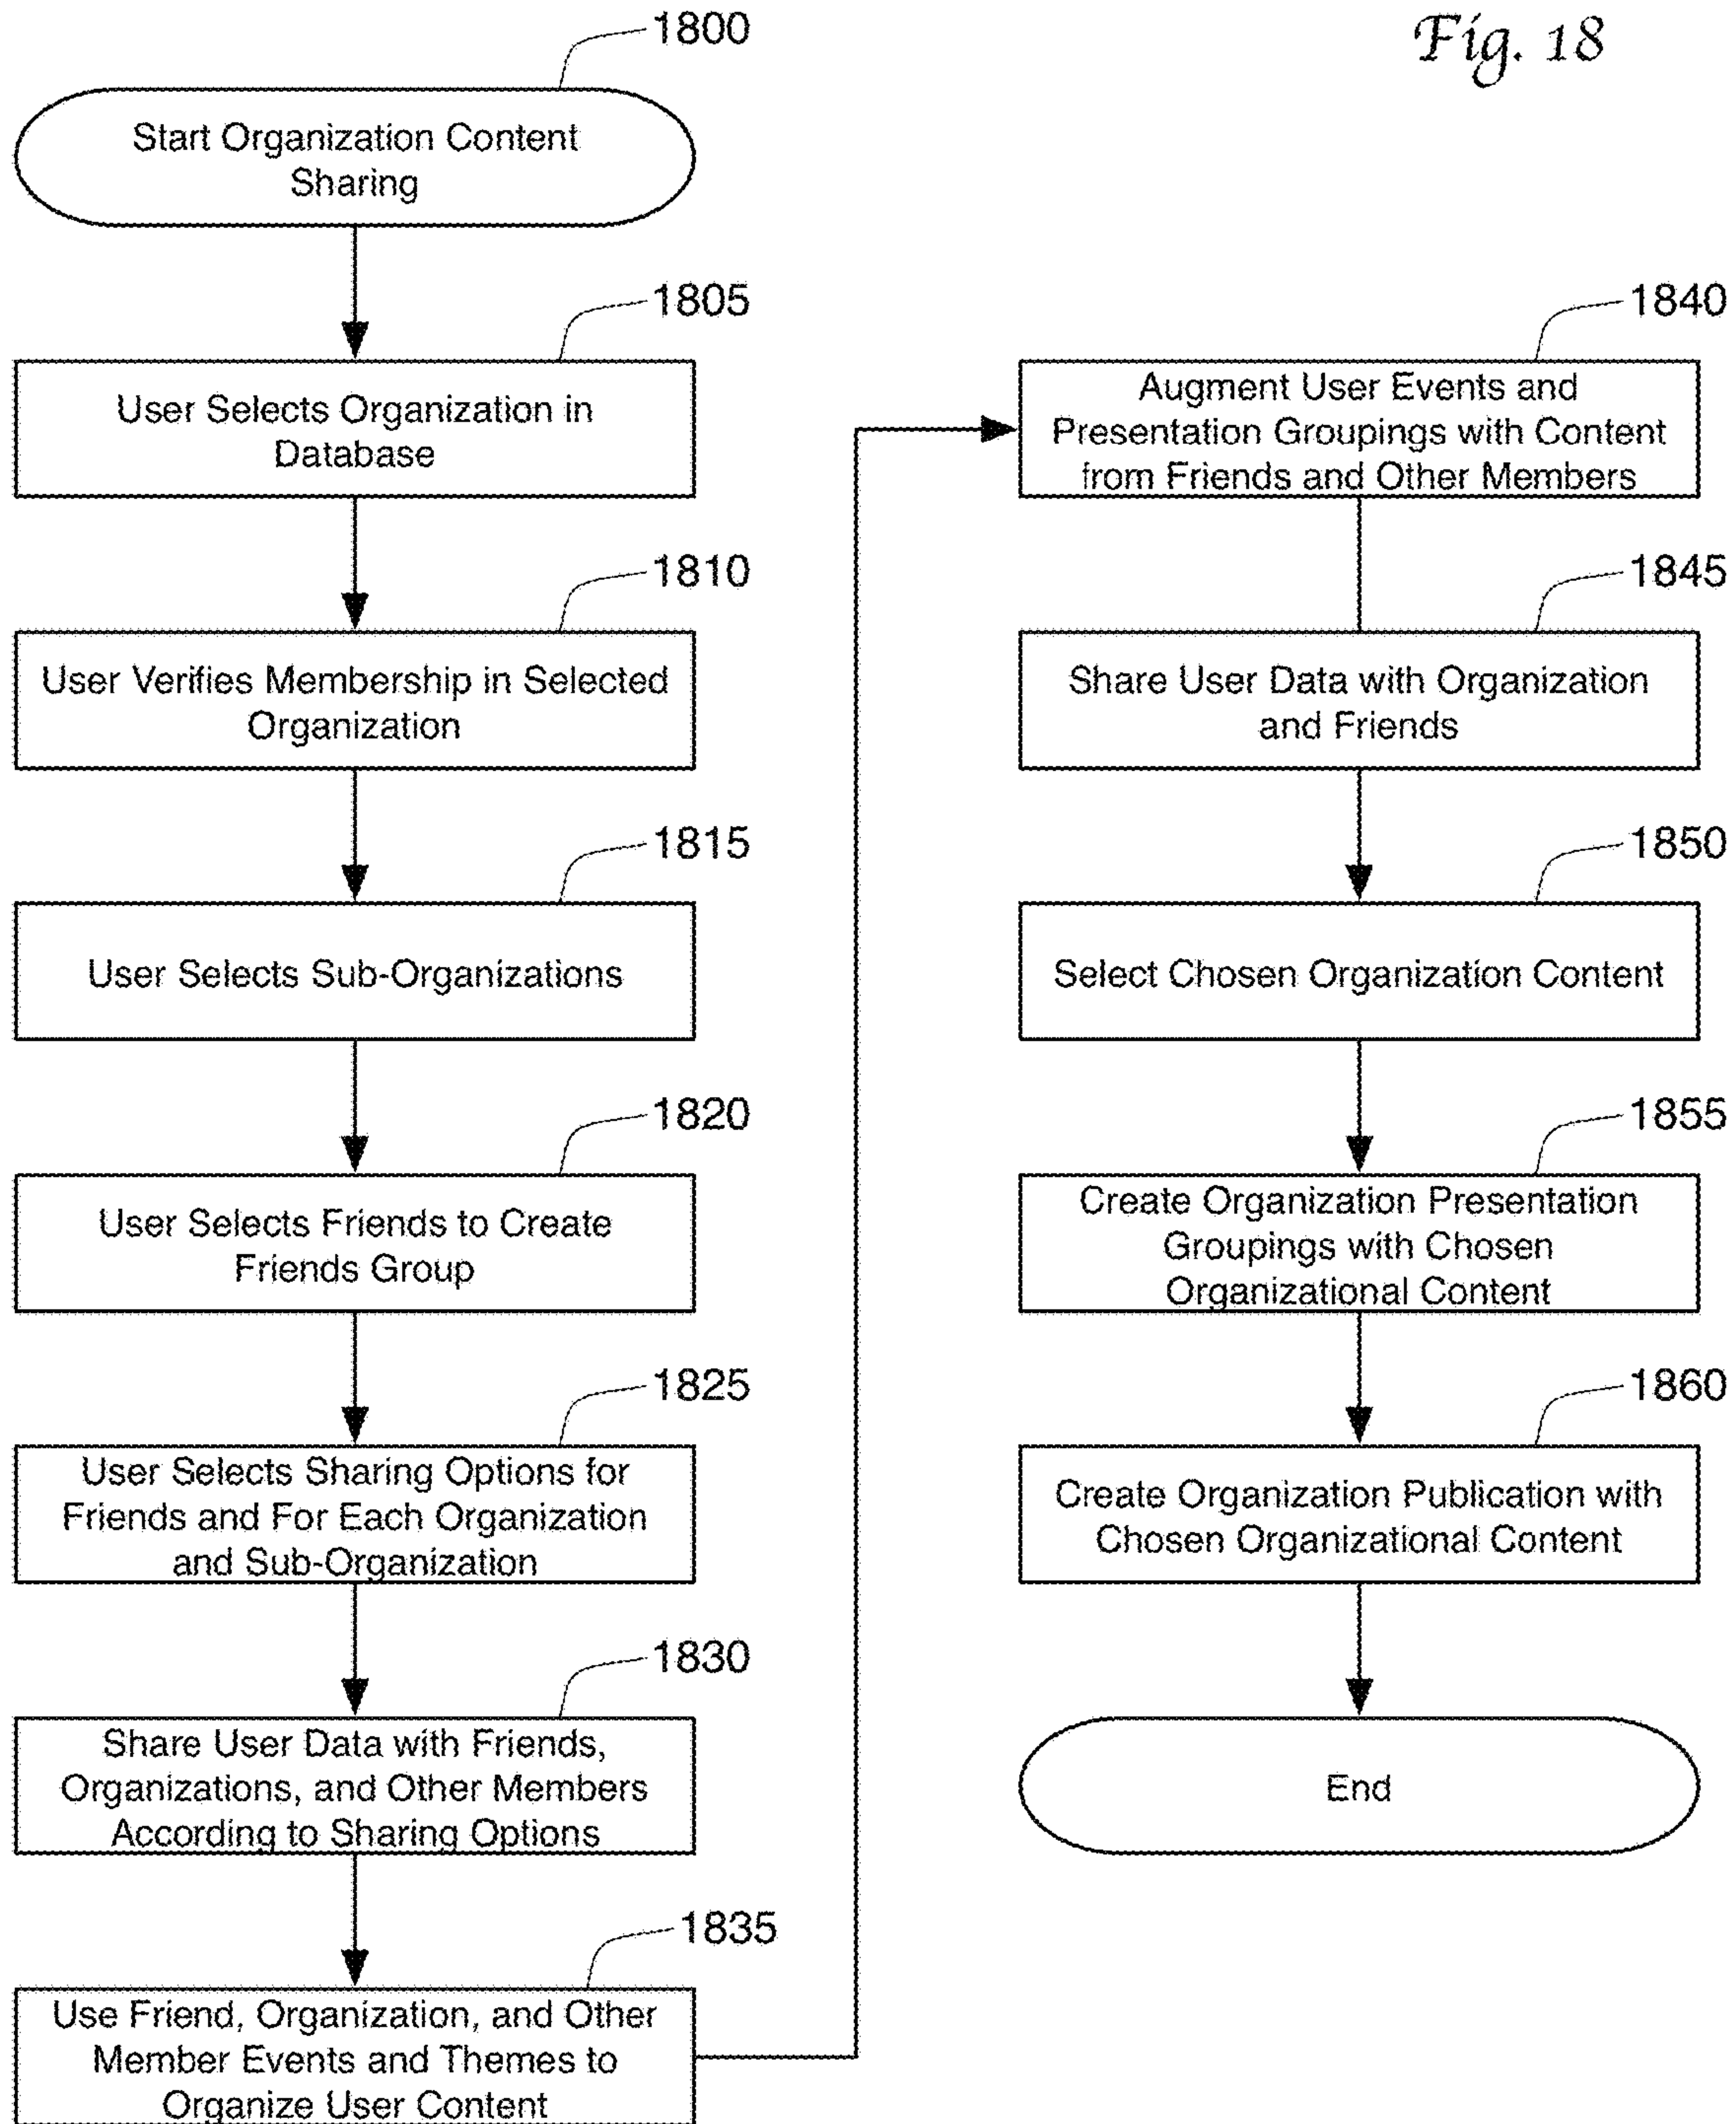 Fig. 18
1800
Start Organization Content
Sharing
1805
User Selects Organization in
Database
1810
User Verifies Membership in Selected
Organization
1815
User Selects Sub-Organizations
1820
User Selects Friends to Create
Friends Group
1825
User Selects Sharing Options for
Friends and For Each Organization
and Sub-Organization
1830
Share User Data with Friends,
Organizations, and Other Members
According to Sharing Options
1835
Use Friend, Organization, and Other
Member Events and Themes to
Organize User Content
1840
Augment User Events and
Presentation Groupings with Content
from Friends and Other Members
1845
Share User Data with Organization
and Friends
1850
Select Chosen Organization Content
1855
Create Organization Presentation
Groupings with Chosen
Organizational Content
1860
Create Organization Publication with
Chosen Organizational Content
End